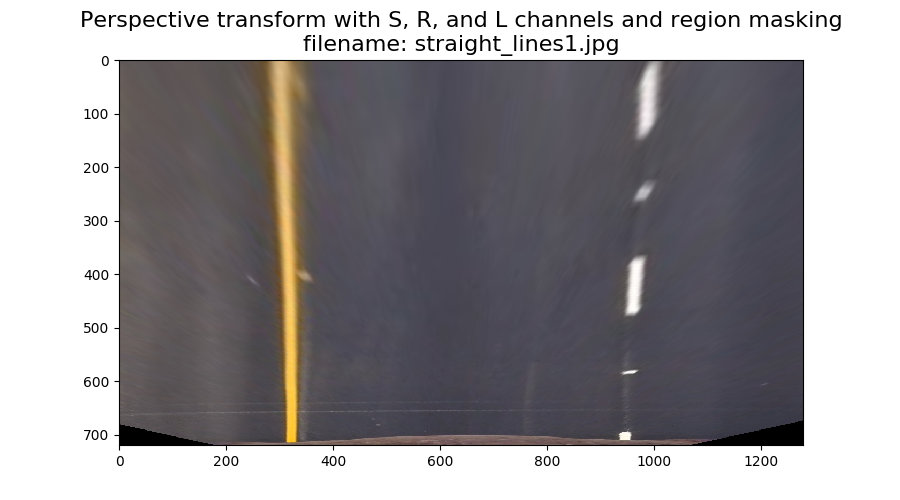 Perspective transform with S, R, and L channels and region masking
filename: straight_lines1.jpg
0
100
200
300
400
500
600
700
0 200 400 600 800 1000 1200